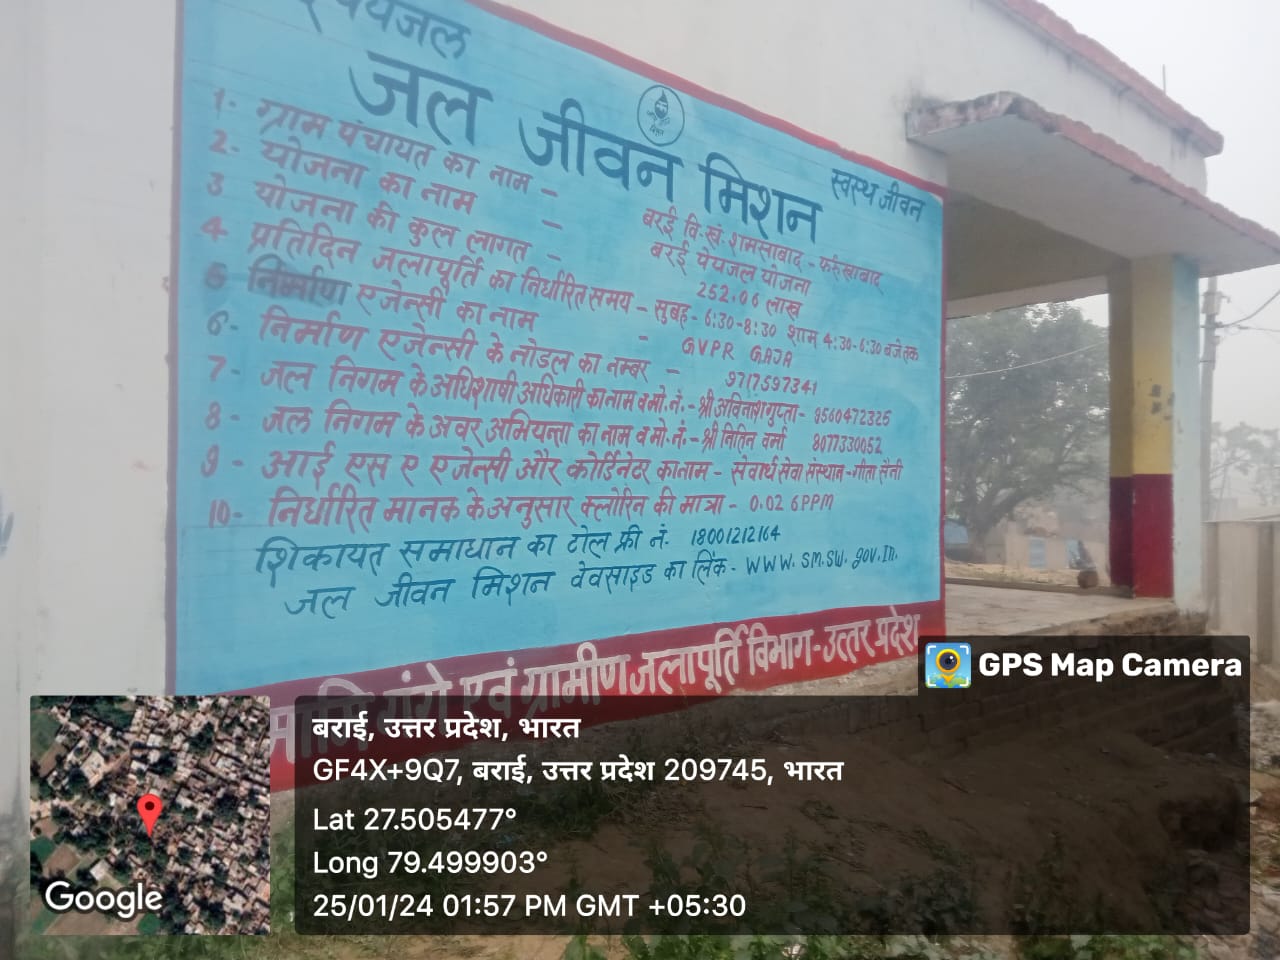 पेयजल
जल जीवन मिशन
स्वस्थ जीवन
1- ग्राम पंचायत का नाम - बरई वि.खं. शमसाबाद - फर्रुखाबाद
2- योजना का नाम - बरई पेयजल योजना
3 योजना की कुल लागत - 252.06 लाख
4 प्रतिदिन जलापूर्ति का निर्धारित समय - सुबह- 6:30-8:30 शाम 4:30-6:30 बजे तक
5 निर्माण एजेन्सी का नाम - GVPR GAJA
6- निर्माण एजेन्सी के नोडल का नम्बर - 9717597341
7- जल निगम के अधिशाषी अधिकारी का नाम व मो. नं.- श्री अविनाश गुप्ता- 8560472325
8- जल निगम के अवर अभियन्ता का नाम व मो. नं- श्री नितिन वर्मा 8077330052
9- आई एस ए एजेन्सी और कोर्डिनेटर का नाम - सेवार्थ सेवा संस्थान - गीता सैनी
10- निर्धारित मानक के अनुसार क्लोरिन की मात्रा - 0.02 6PPM
शिकायत समाधान का टोल फ्री नं. 18001212164
जल जीवन मिशन वेवसाइड का लिंक- WWW. SM.SW. gov.In.
गंगे एवं ग्रामीण जलापूर्ति विभाग-उत्तर प्रदेश
GPS Map Camera
बराई, उत्तर प्रदेश, भारत
GF4X+9Q7, बराई, उत्तर प्रदेश 209745, भारत
Lat 27.505477°
Long 79.499903°
25/01/24 01:57 PM GMT +05:30
Google